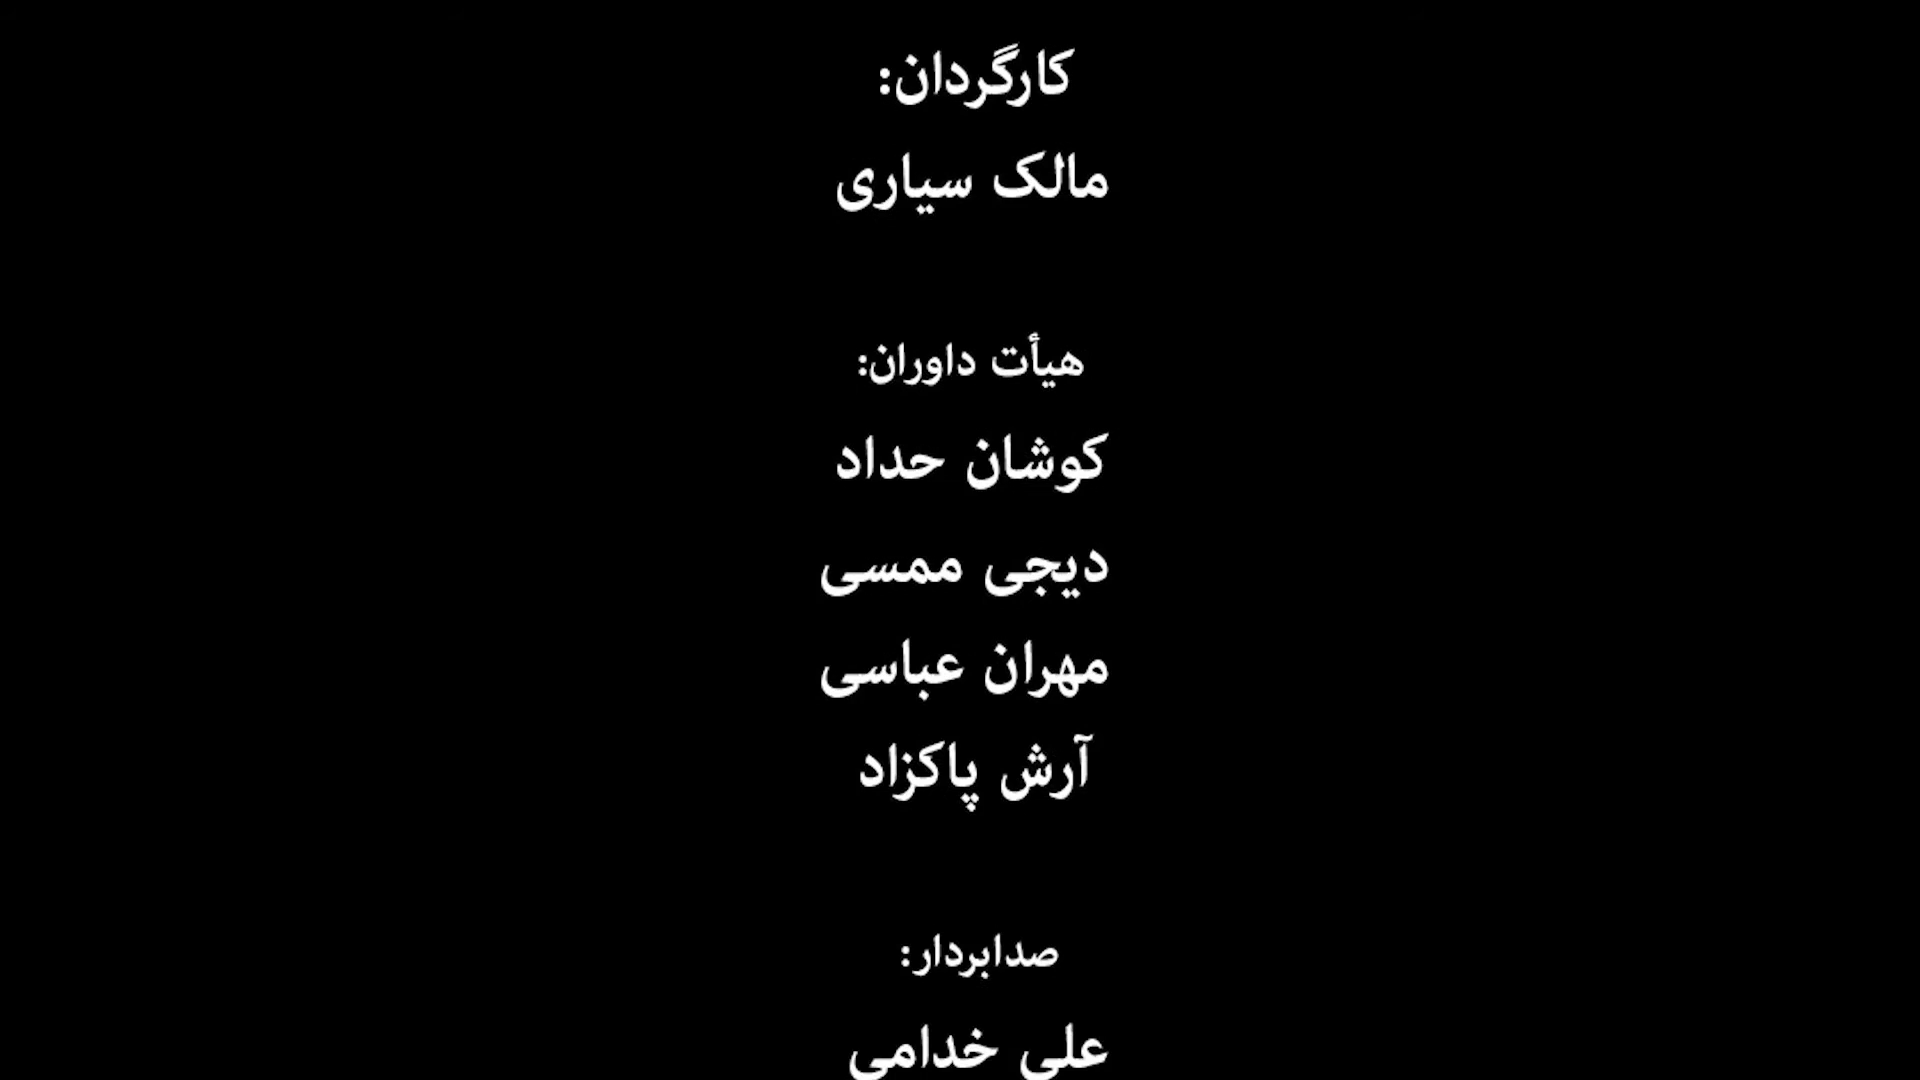 کارگردان:
مالک سیاری
هیأت داوران:
کوشان حداد
دیجی ممسی
مهران عباسی
آرش پاکزاد
صدابردار:
علی خدامی